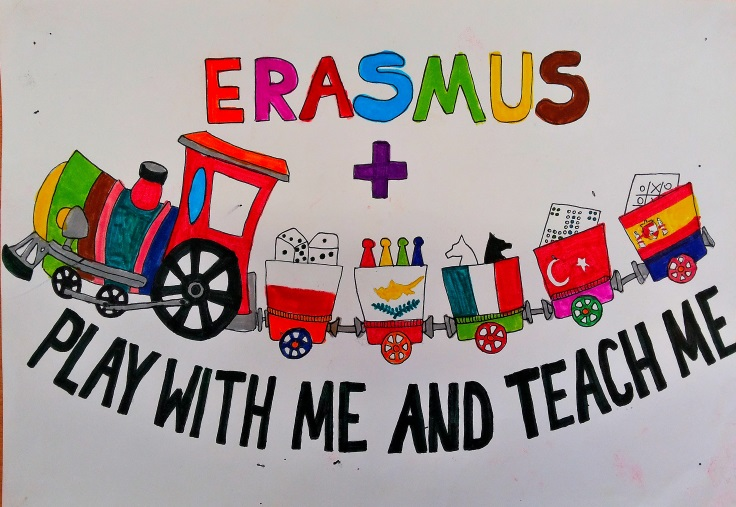 ERASMUS
+
PLAY WITH ME AND TEACH ME